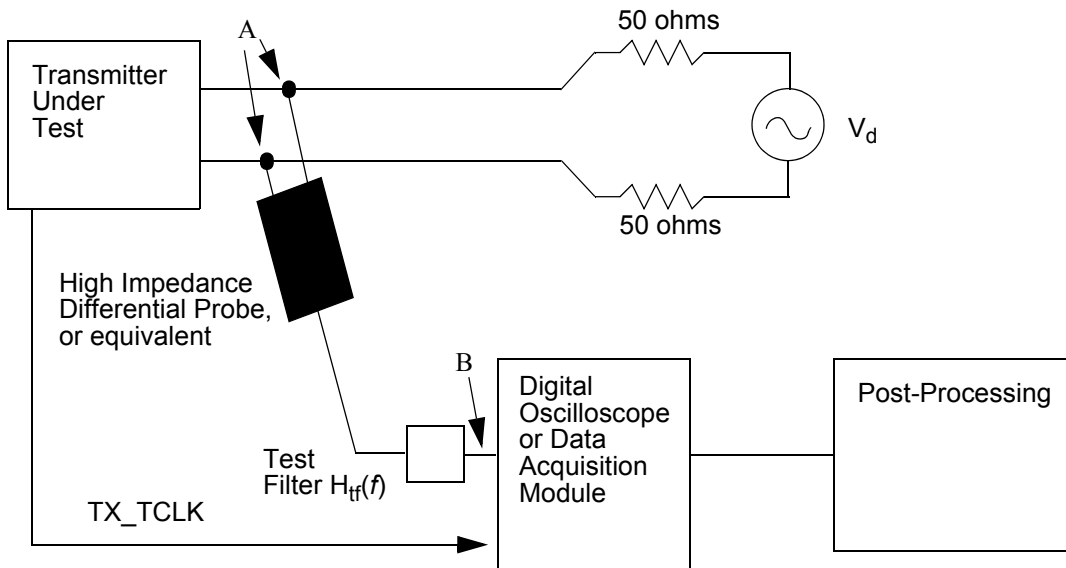 50 ohms
A
Transmitter
Under
Test
V_d
50 ohms
High Impedance
Differential Probe,
or equivalent
B
Digital
Oscilloscope
or Data
Acquisition
Module
Post-Processing
Test
Filter H_tf(f)
TX_TCLK